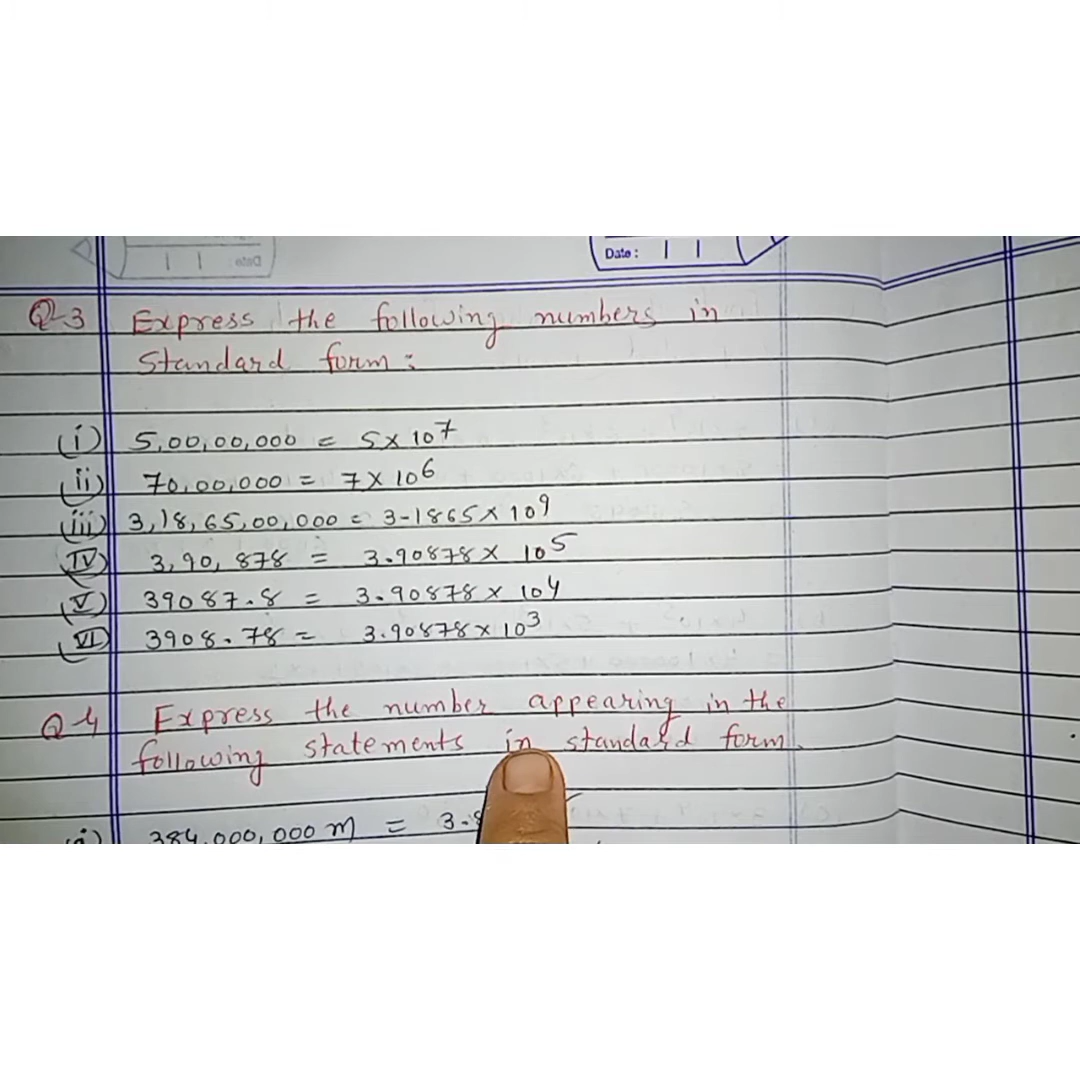 Date :
Q-3 Express the following numbers in
Standard form :
(i) 5,00,00,000 = 5 × 10⁷
(ii) 70,00,000 = 7 × 10⁶
(iii) 3,18,65,00,000 = 3-1865 × 10⁹
(IV) 3,90,878 = 3.90878 × 10⁵
(V) 39087.8 = 3.90878 × 10⁴
(VI) 3908.78 = 3.90878 × 10³
Q-4 Express the number appearing in the
following statements in standard form.
384,000,000 m = 3.8